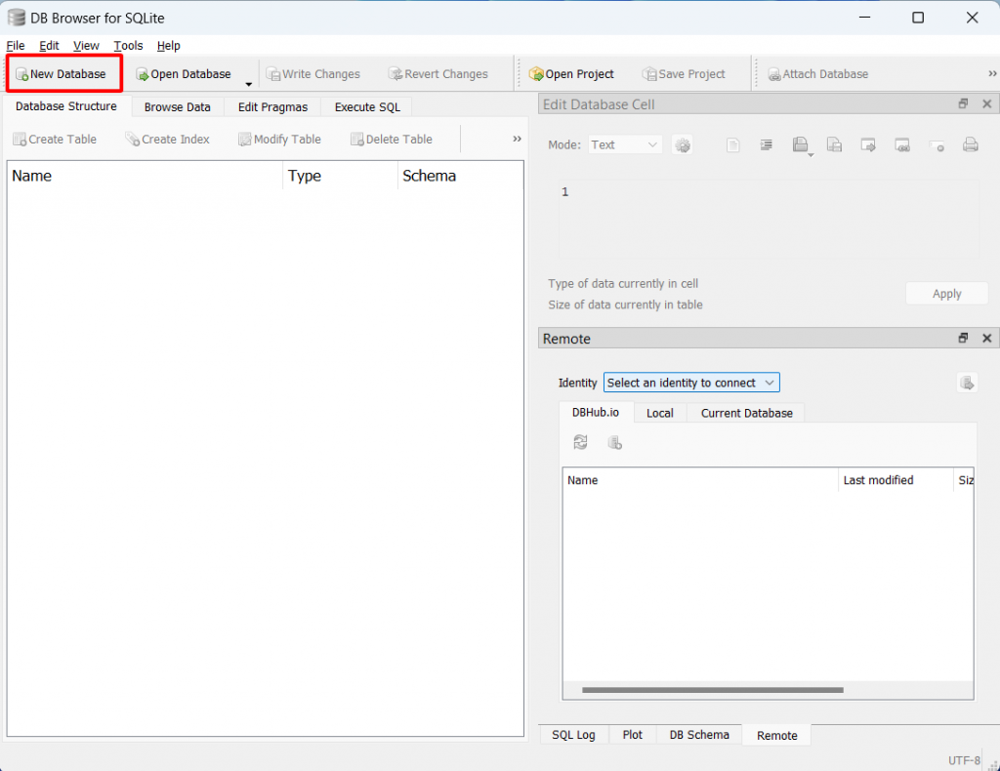 DB Browser for SQLite
File Edit View Tools Help
New Database Open Database Write Changes Revert Changes Open Project Save Project Attach Database »
Database Structure Browse Data Edit Pragmas Execute SQL
Create Table Create Index Modify Table Delete Table »
Name Type Schema
Edit Database Cell
Mode: Text
1
Type of data currently in cell
Size of data currently in table
Apply
Remote
Identity Select an identity to connect
DBHub.io Local Current Database
Name Last modified Siz
SQL Log Plot DB Schema Remote
UTF-8